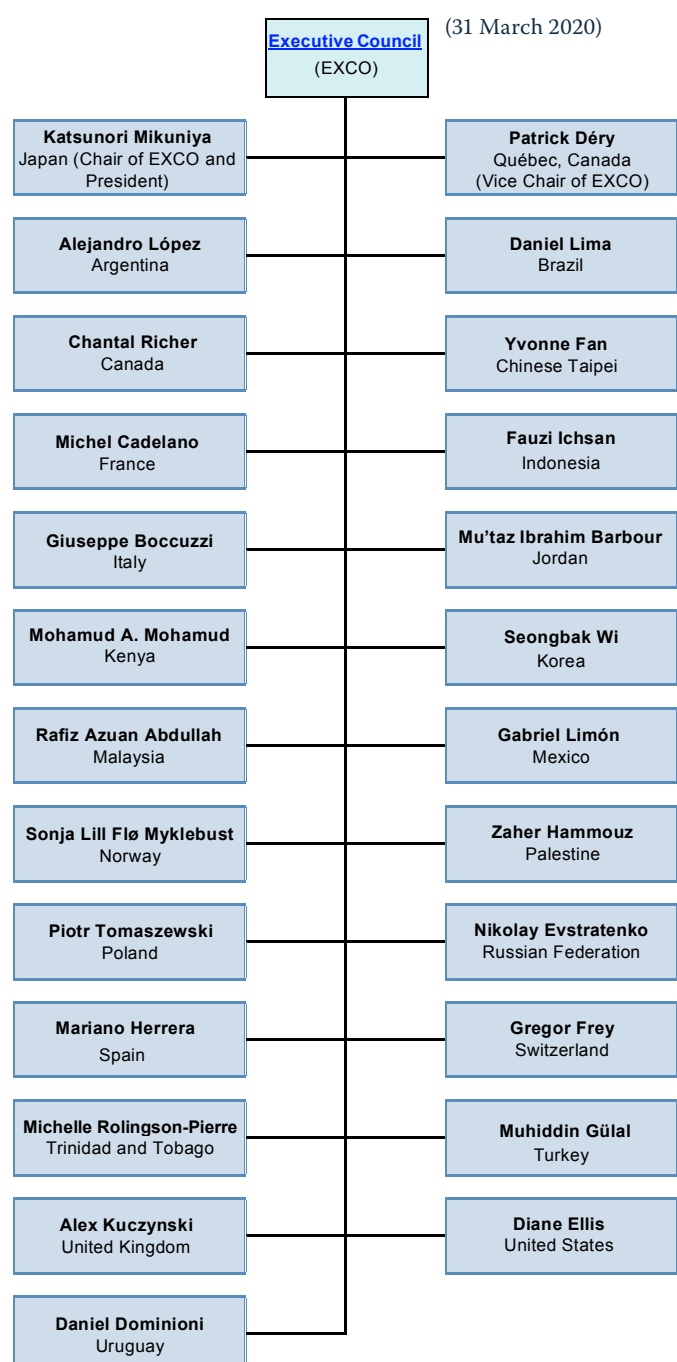 Executive Council
(EXCO)
(31 March 2020)
Katsunori Mikuniya
Japan (Chair of EXCO and
President)
Patrick Déry
Québec, Canada
(Vice Chair of EXCO)
Alejandro López
Argentina
Daniel Lima
Brazil
Chantal Richer
Canada
Yvonne Fan
Chinese Taipei
Michel Cadelano
France
Fauzi Ichsan
Indonesia
Giuseppe Boccuzzi
Italy
Mu’taz Ibrahim Barbour
Jordan
Mohamud A. Mohamud
Kenya
Seongbak Wi
Korea
Rafiz Azuan Abdullah
Malaysia
Gabriel Limón
Mexico
Sonja Lill Flø Myklebust
Norway
Zaher Hammouz
Palestine
Piotr Tomaszewski
Poland
Nikolay Evstratenko
Russian Federation
Mariano Herrera
Spain
Gregor Frey
Switzerland
Michelle Rolingson-Pierre
Trinidad and Tobago
Muhiddin Gülal
Turkey
Alex Kuczynski
United Kingdom
Diane Ellis
United States
Daniel Dominioni
Uruguay